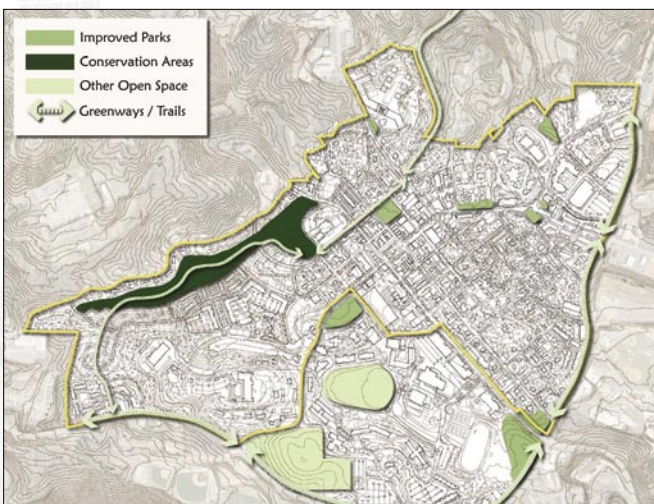 Improved Parks
Conservation Areas
Other Open Space
Greenways / Trails